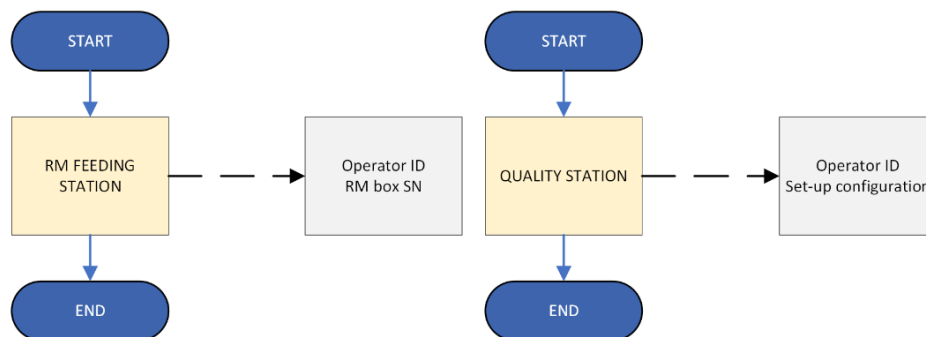 START
RM FEEDING
STATION
Operator ID
RM box SN
END
START
QUALITY STATION
Operator ID
Set-up configuration
END